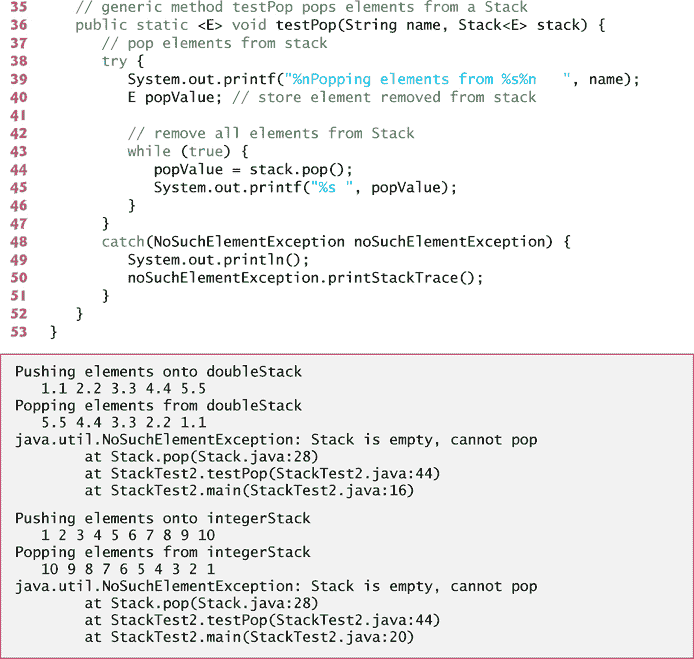 35 // generic method testPop pops elements from a Stack
36 public static <E> void testPop(String name, Stack<E> stack) {
37 // pop elements from stack
38 try {
39 System.out.printf("%nPopping elements from %s%n   ", name);
40 E popValue; // store element removed from stack
41
42 // remove all elements from Stack
43 while (true) {
44 popValue = stack.pop();
45 System.out.printf("%s ", popValue);
46 }
47 }
48 catch(NoSuchElementException noSuchElementException) {
49 System.out.println();
50 noSuchElementException.printStackTrace();
51 }
52 }
53 }
Pushing elements onto doubleStack
1.1 2.2 3.3 4.4 5.5
Popping elements from doubleStack
5.5 4.4 3.3 2.2 1.1
java.util.NoSuchElementException: Stack is empty, cannot pop
at Stack.pop(Stack.java:28)
at StackTest2.testPop(StackTest2.java:44)
at StackTest2.main(StackTest2.java:16)
Pushing elements onto integerStack
1 2 3 4 5 6 7 8 9 10
Popping elements from integerStack
10 9 8 7 6 5 4 3 2 1
java.util.NoSuchElementException: Stack is empty, cannot pop
at Stack.pop(Stack.java:28)
at StackTest2.testPop(StackTest2.java:44)
at StackTest2.main(StackTest2.java:20)